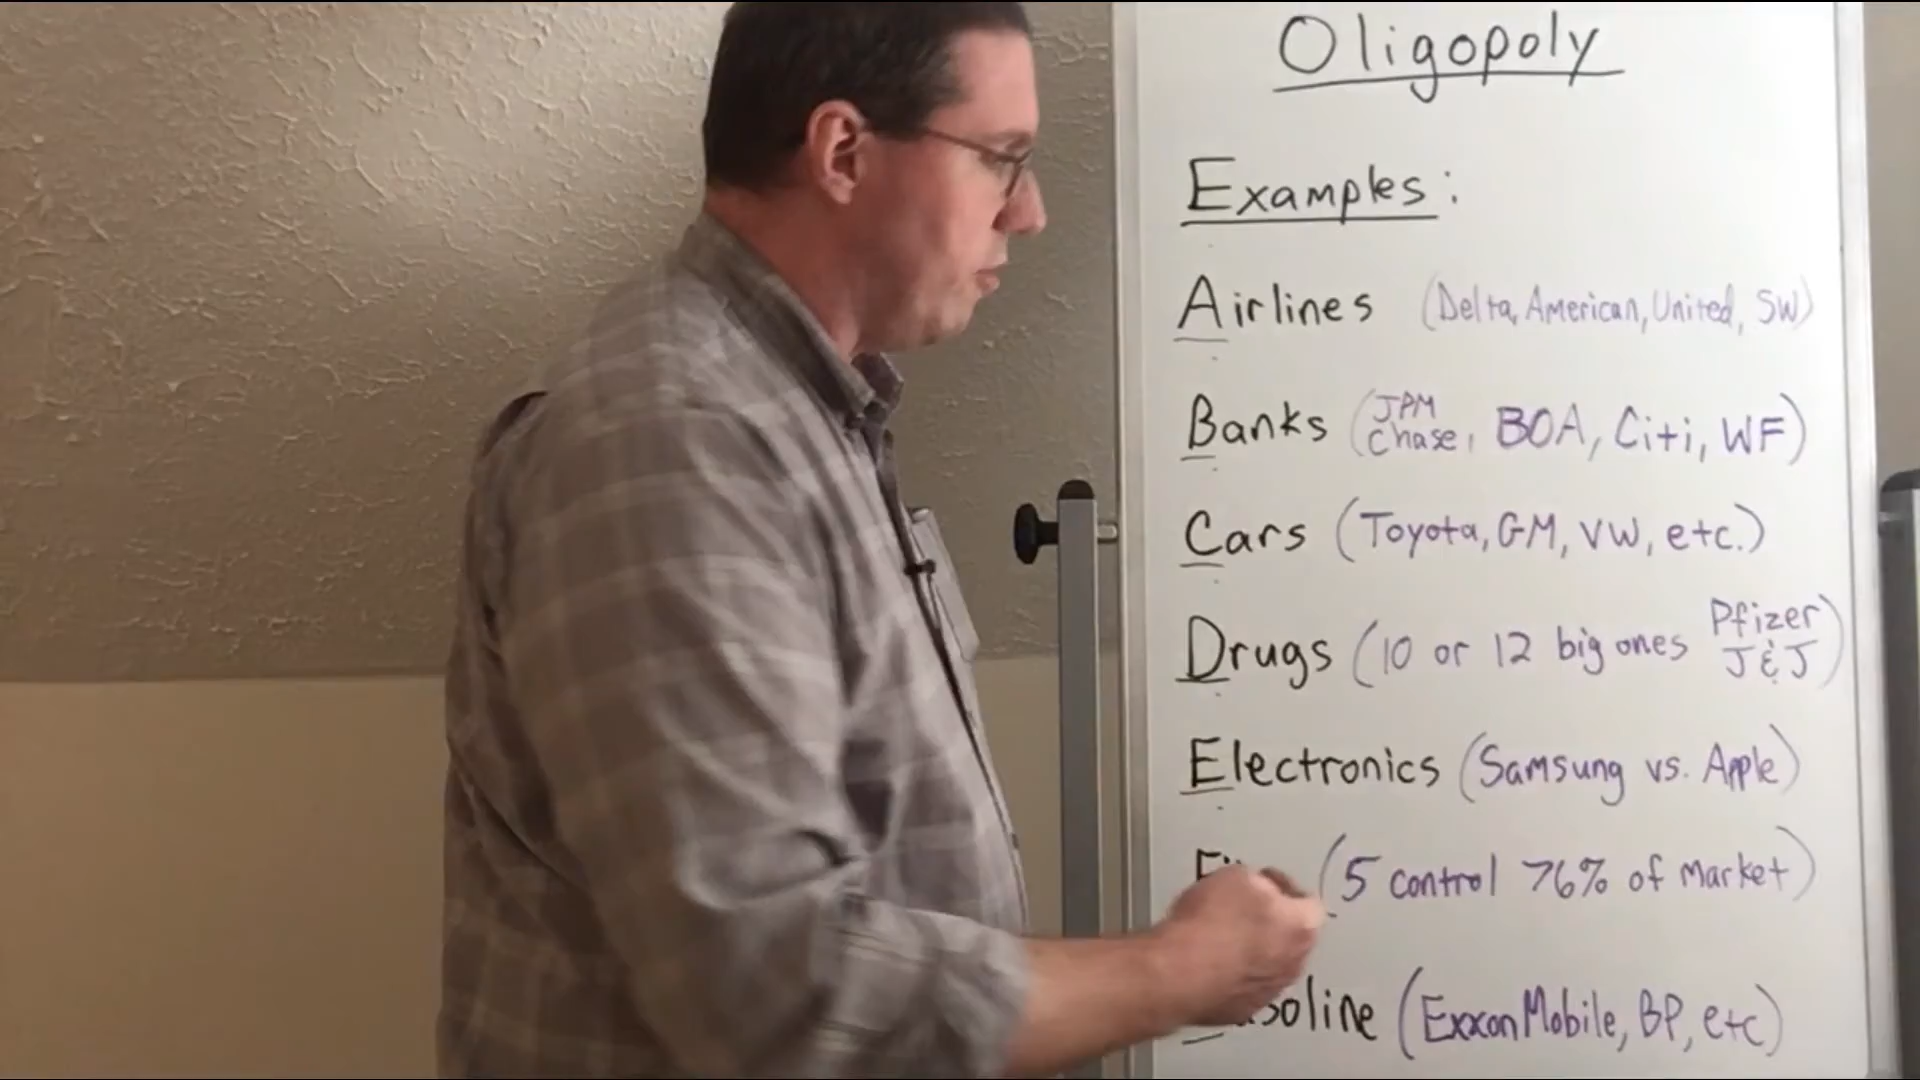 Oligopoly
Examples:
Airlines (Delta, American, United, SW)
Banks (JPM Chase, BOA, Citi, WF)
Cars (Toyota, GM, VW, etc.)
Drugs (10 or 12 big ones Pfizer J & J)
Electronics (Samsung vs. Apple)
(5 control 76% of market)
(ExxonMobile, BP, etc)